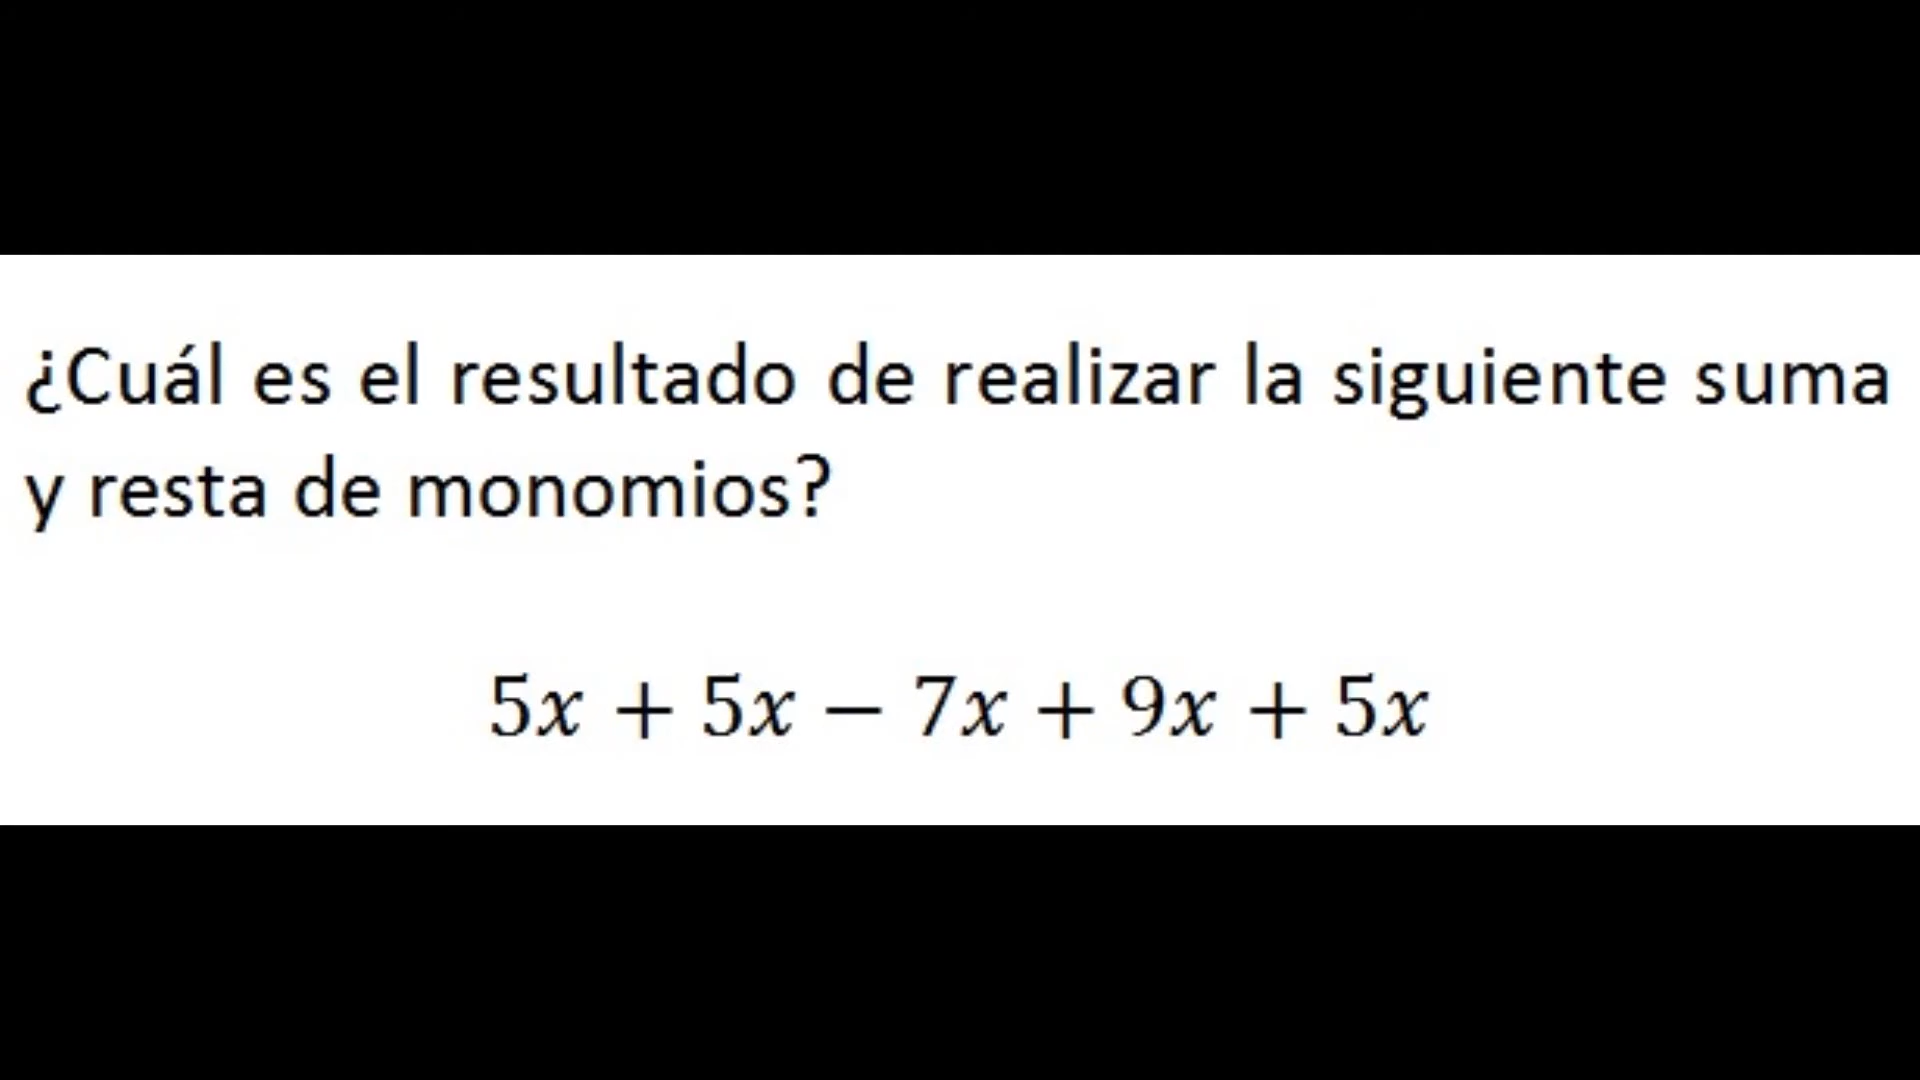 ¿Cuál es el resultado de realizar la siguiente suma
y resta de monomios?
5x + 5x − 7x + 9x + 5x